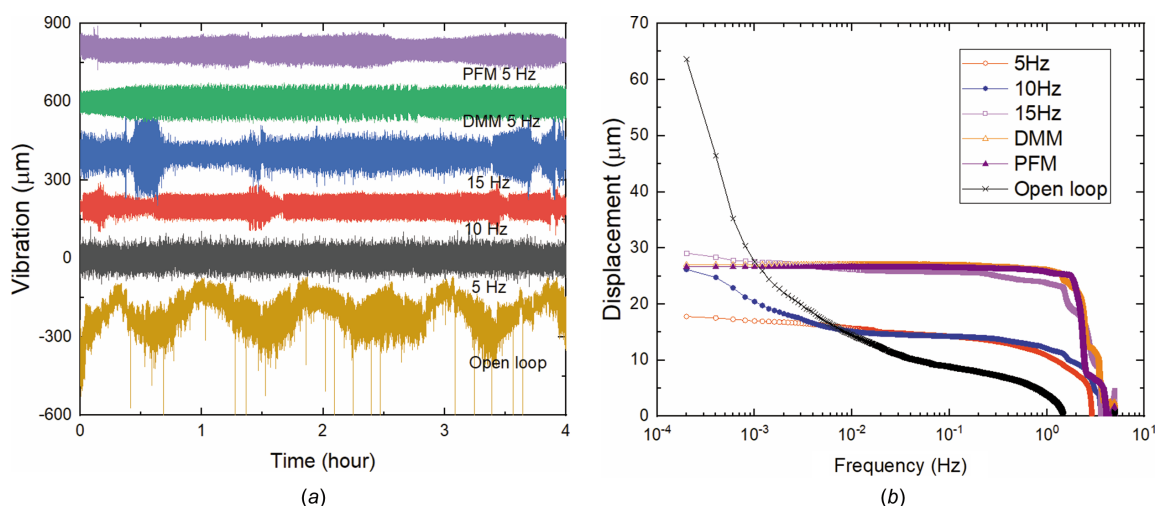 900
600
300
0
-300
-600
Vibration (μm)
PFM 5 Hz
DMM 5 Hz
15 Hz
10 Hz
5 Hz
Open loop
0
1
2
3
4
Time (hour)
(a)
70
60
50
40
30
20
10
0
Displacement (μm)
5Hz
10Hz
15Hz
DMM
PFM
Open loop
10⁻⁴
10⁻³
10⁻²
10⁻¹
10⁰
10¹
Frequency (Hz)
(b)